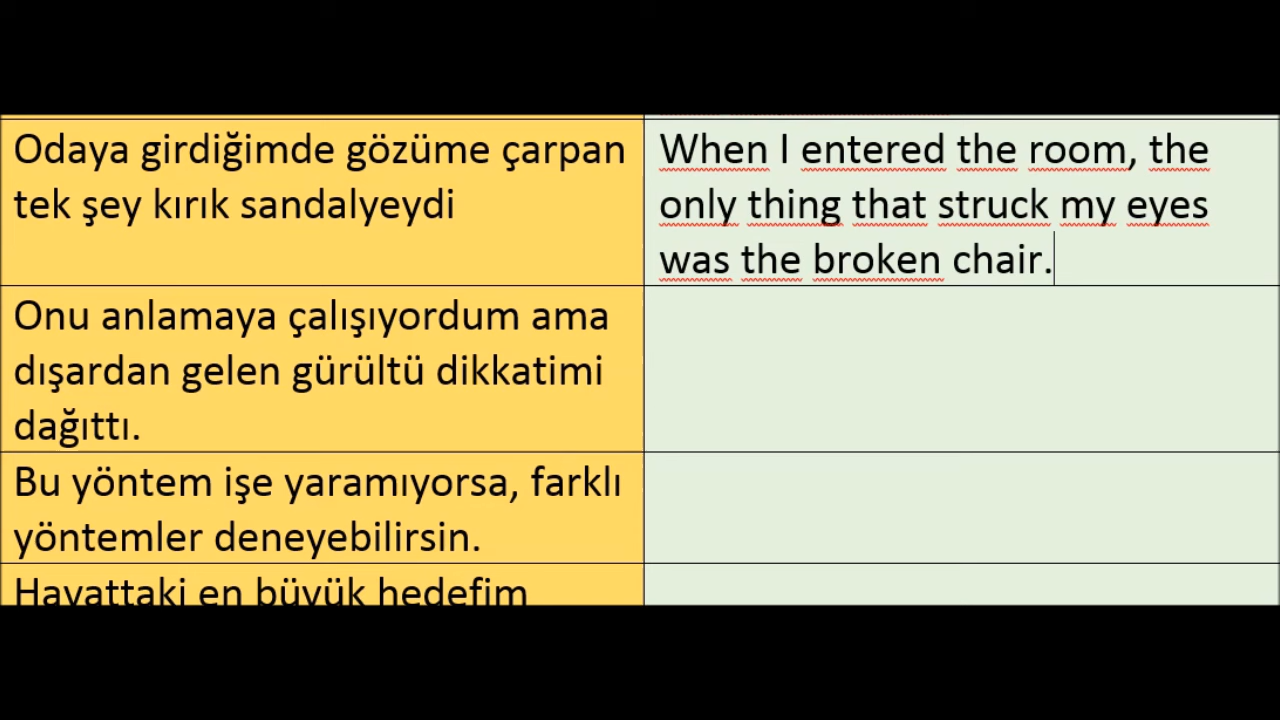 Odaya girdiğimde gözüme çarpan
tek şey kırık sandalyeydi
When I entered the room, the
only thing that struck my eyes
was the broken chair.
Onu anlamaya çalışıyordum ama
dışardan gelen gürültü dikkatimi
dağıttı.
Bu yöntem işe yaramıyorsa, farklı
yöntemler deneyebilirsin.
Hayattaki en büyük hedefim